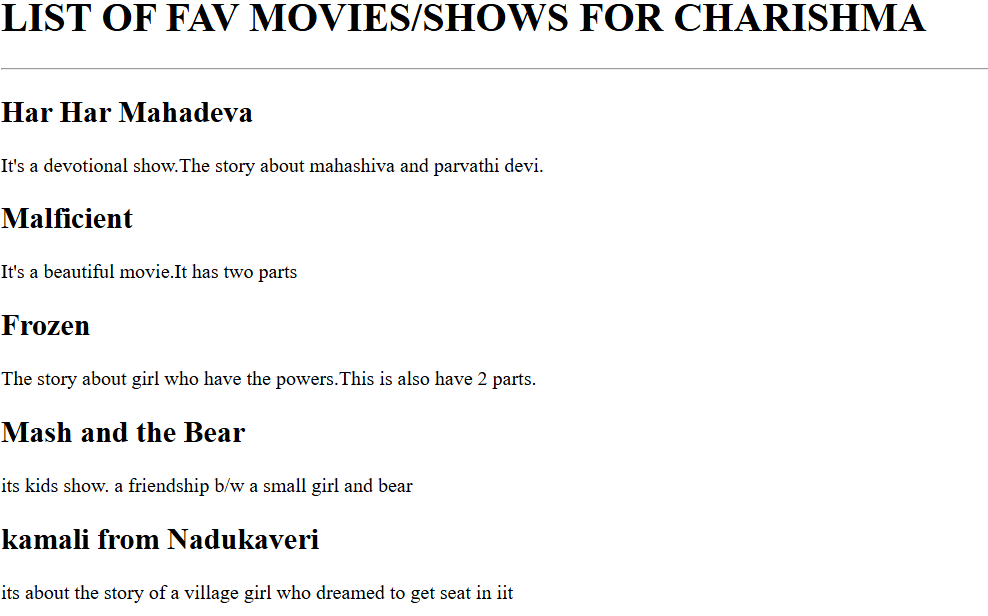 LIST OF FAV MOVIES/SHOWS FOR CHARISHMA
Har Har Mahadeva
It's a devotional show.The story about mahashiva and parvathi devi.
Malficient
It's a beautiful movie.It has two parts
Frozen
The story about girl who have the powers.This is also have 2 parts.
Mash and the Bear
its kids show. a friendship b/w a small girl and bear
kamali from Nadukaveri
its about the story of a village girl who dreamed to get seat in iit